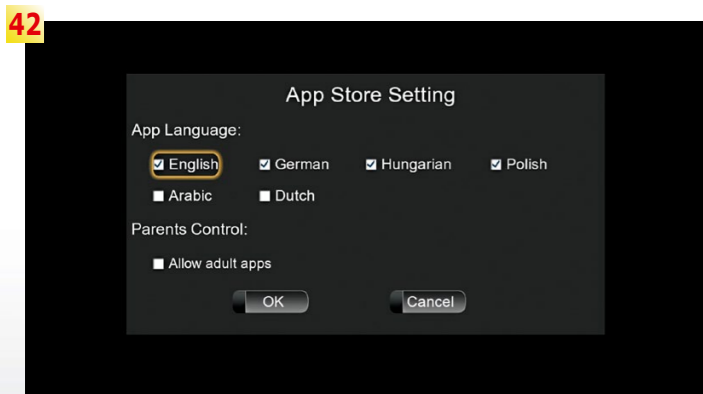 42
App Store Setting
App Language:
English German Hungarian Polish
Arabic Dutch
Parents Control:
Allow adult apps
OK Cancel